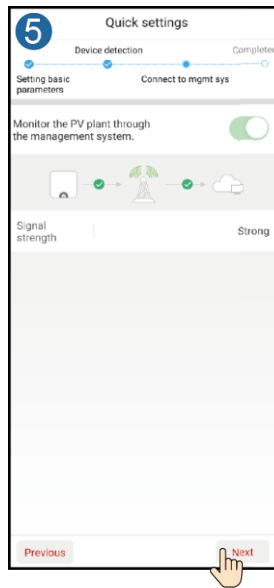 5
Quick settings
Device detection
Completed
Setting basic
parameters
Connect to mgmt sys
Monitor the PV plant through
the management system.
Signal
strength
Strong
Previous
Next